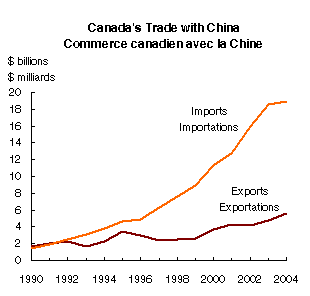 Canada's Trade with China
Commerce canadien avec la Chine
$ billions
$ milliards
20
18
16
14
12
10
8
6
4
2
0
Imports
Importations
Exports
Exportations
1990 1992 1994 1996 1998 2000 2002 2004